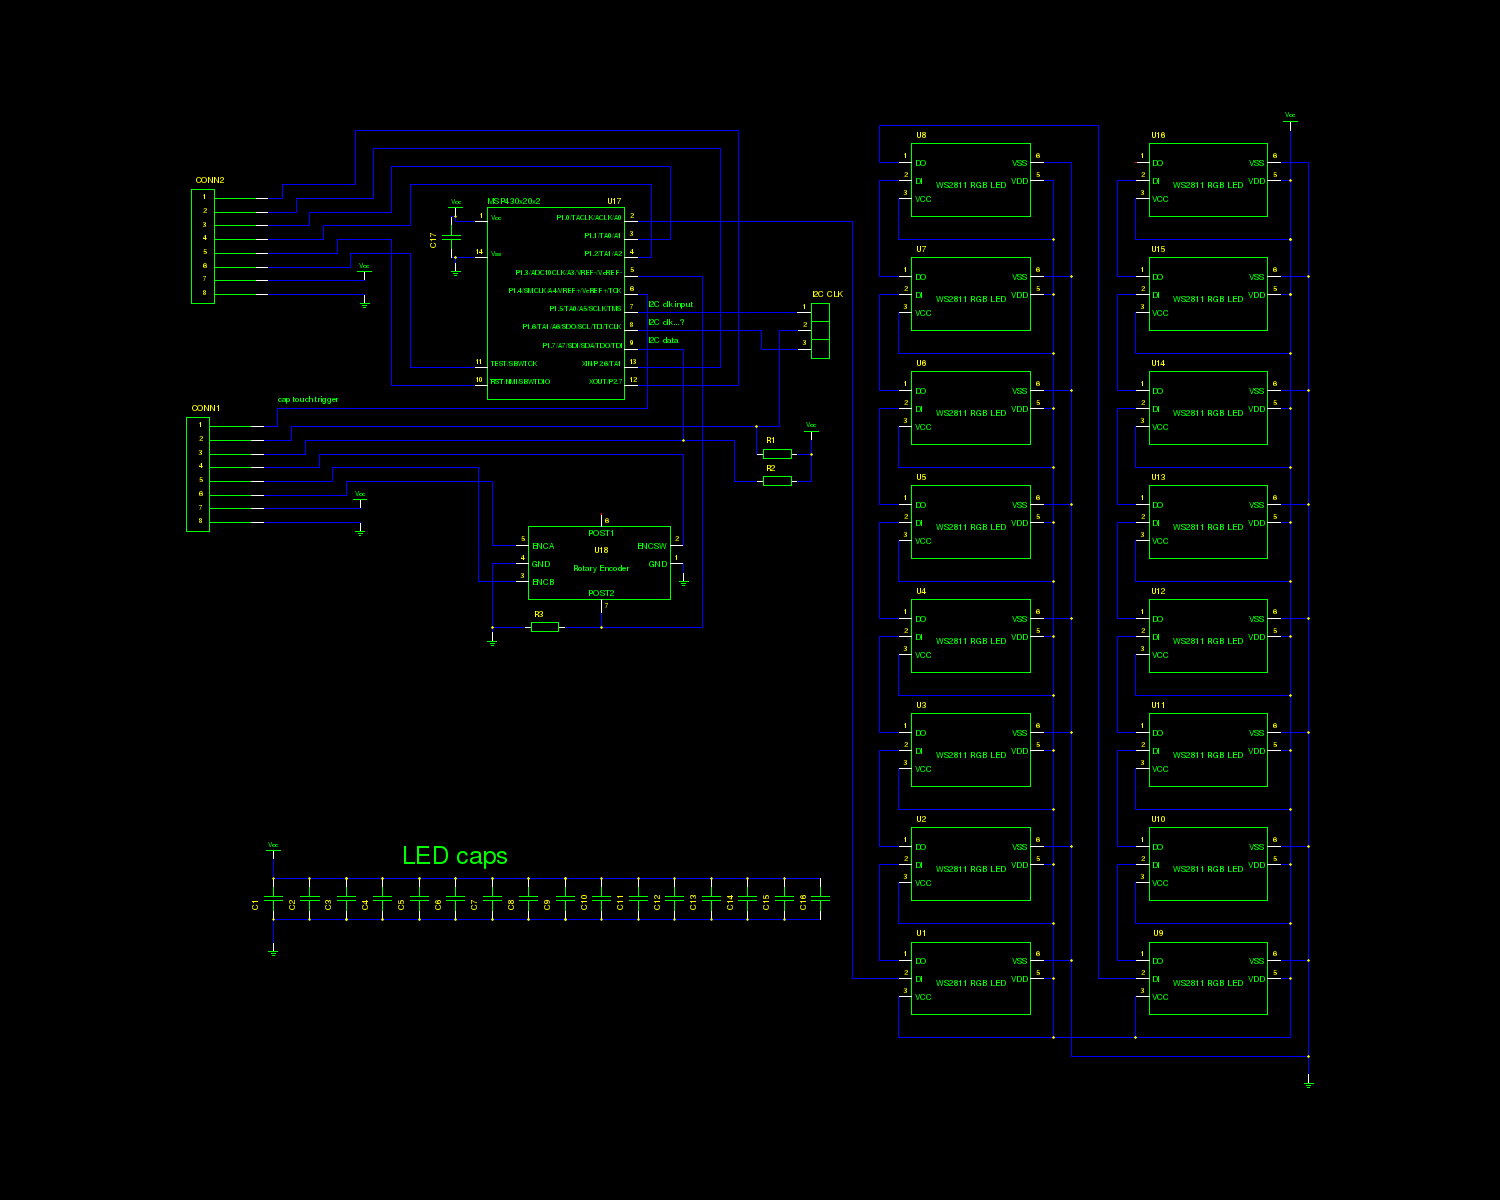 CONN2
1
2
3
4
5
6
7
8
Vcc
MSP430x20x2
U17
Vcc
C17
1
Vcc
14
Vss
11
TEST/SBWTCK
10
RST/NMI/SBWTDIO
P1.0/TACLK/ACLK/A0
2
P1.1/TA0/A1
3
P1.2/TA1/A2
4
P1.3/ADC10CLK/A3/VREF-/VeREF-
5
P1.4/SMCLK/A4/VREF+/VeREF+/TCK
6
P1.5/TA0/A5/SCLK/TMS
7
P1.6/TA1/A6/SDO/SCL/TDI/TCLK
8
P1.7/A7/SDI/SDA/TDO/TDI
9
XIN/P2.6/TA1
13
XOUT/P2.7
12
I2C clk input
I2C clk...?
I2C data
I2C CLK
1
2
3
CONN1
cap touch trigger
1
2
3
4
5
6
7
8
Vcc
R1
R2
Vcc
6
POST1
5
ENCA
ENCSW
2
U18
4
GND
Rotary Encoder
GND
1
3
ENCB
POST2
7
R3
LED caps
Vcc
C1
C2
C3
C4
C5
C6
C7
C8
C9
C10
C11
C12
C13
C14
C15
C16
U8
1 DO VSS 6
2 DI VDD 5
WS2811 RGB LED
3 VCC
U7
1 DO VSS 6
2 DI VDD 5
WS2811 RGB LED
3 VCC
U6
1 DO VSS 6
2 DI VDD 5
WS2811 RGB LED
3 VCC
U5
1 DO VSS 6
2 DI VDD 5
WS2811 RGB LED
3 VCC
U4
1 DO VSS 6
2 DI VDD 5
WS2811 RGB LED
3 VCC
U3
1 DO VSS 6
2 DI VDD 5
WS2811 RGB LED
3 VCC
U2
1 DO VSS 6
2 DI VDD 5
WS2811 RGB LED
3 VCC
U1
1 DO VSS 6
2 DI VDD 5
WS2811 RGB LED
3 VCC
Vcc
U16
1 DO VSS 6
2 DI VDD 5
WS2811 RGB LED
3 VCC
U15
1 DO VSS 6
2 DI VDD 5
WS2811 RGB LED
3 VCC
U14
1 DO VSS 6
2 DI VDD 5
WS2811 RGB LED
3 VCC
U13
1 DO VSS 6
2 DI VDD 5
WS2811 RGB LED
3 VCC
U12
1 DO VSS 6
2 DI VDD 5
WS2811 RGB LED
3 VCC
U11
1 DO VSS 6
2 DI VDD 5
WS2811 RGB LED
3 VCC
U10
1 DO VSS 6
2 DI VDD 5
WS2811 RGB LED
3 VCC
U9
1 DO VSS 6
2 DI VDD 5
WS2811 RGB LED
3 VCC